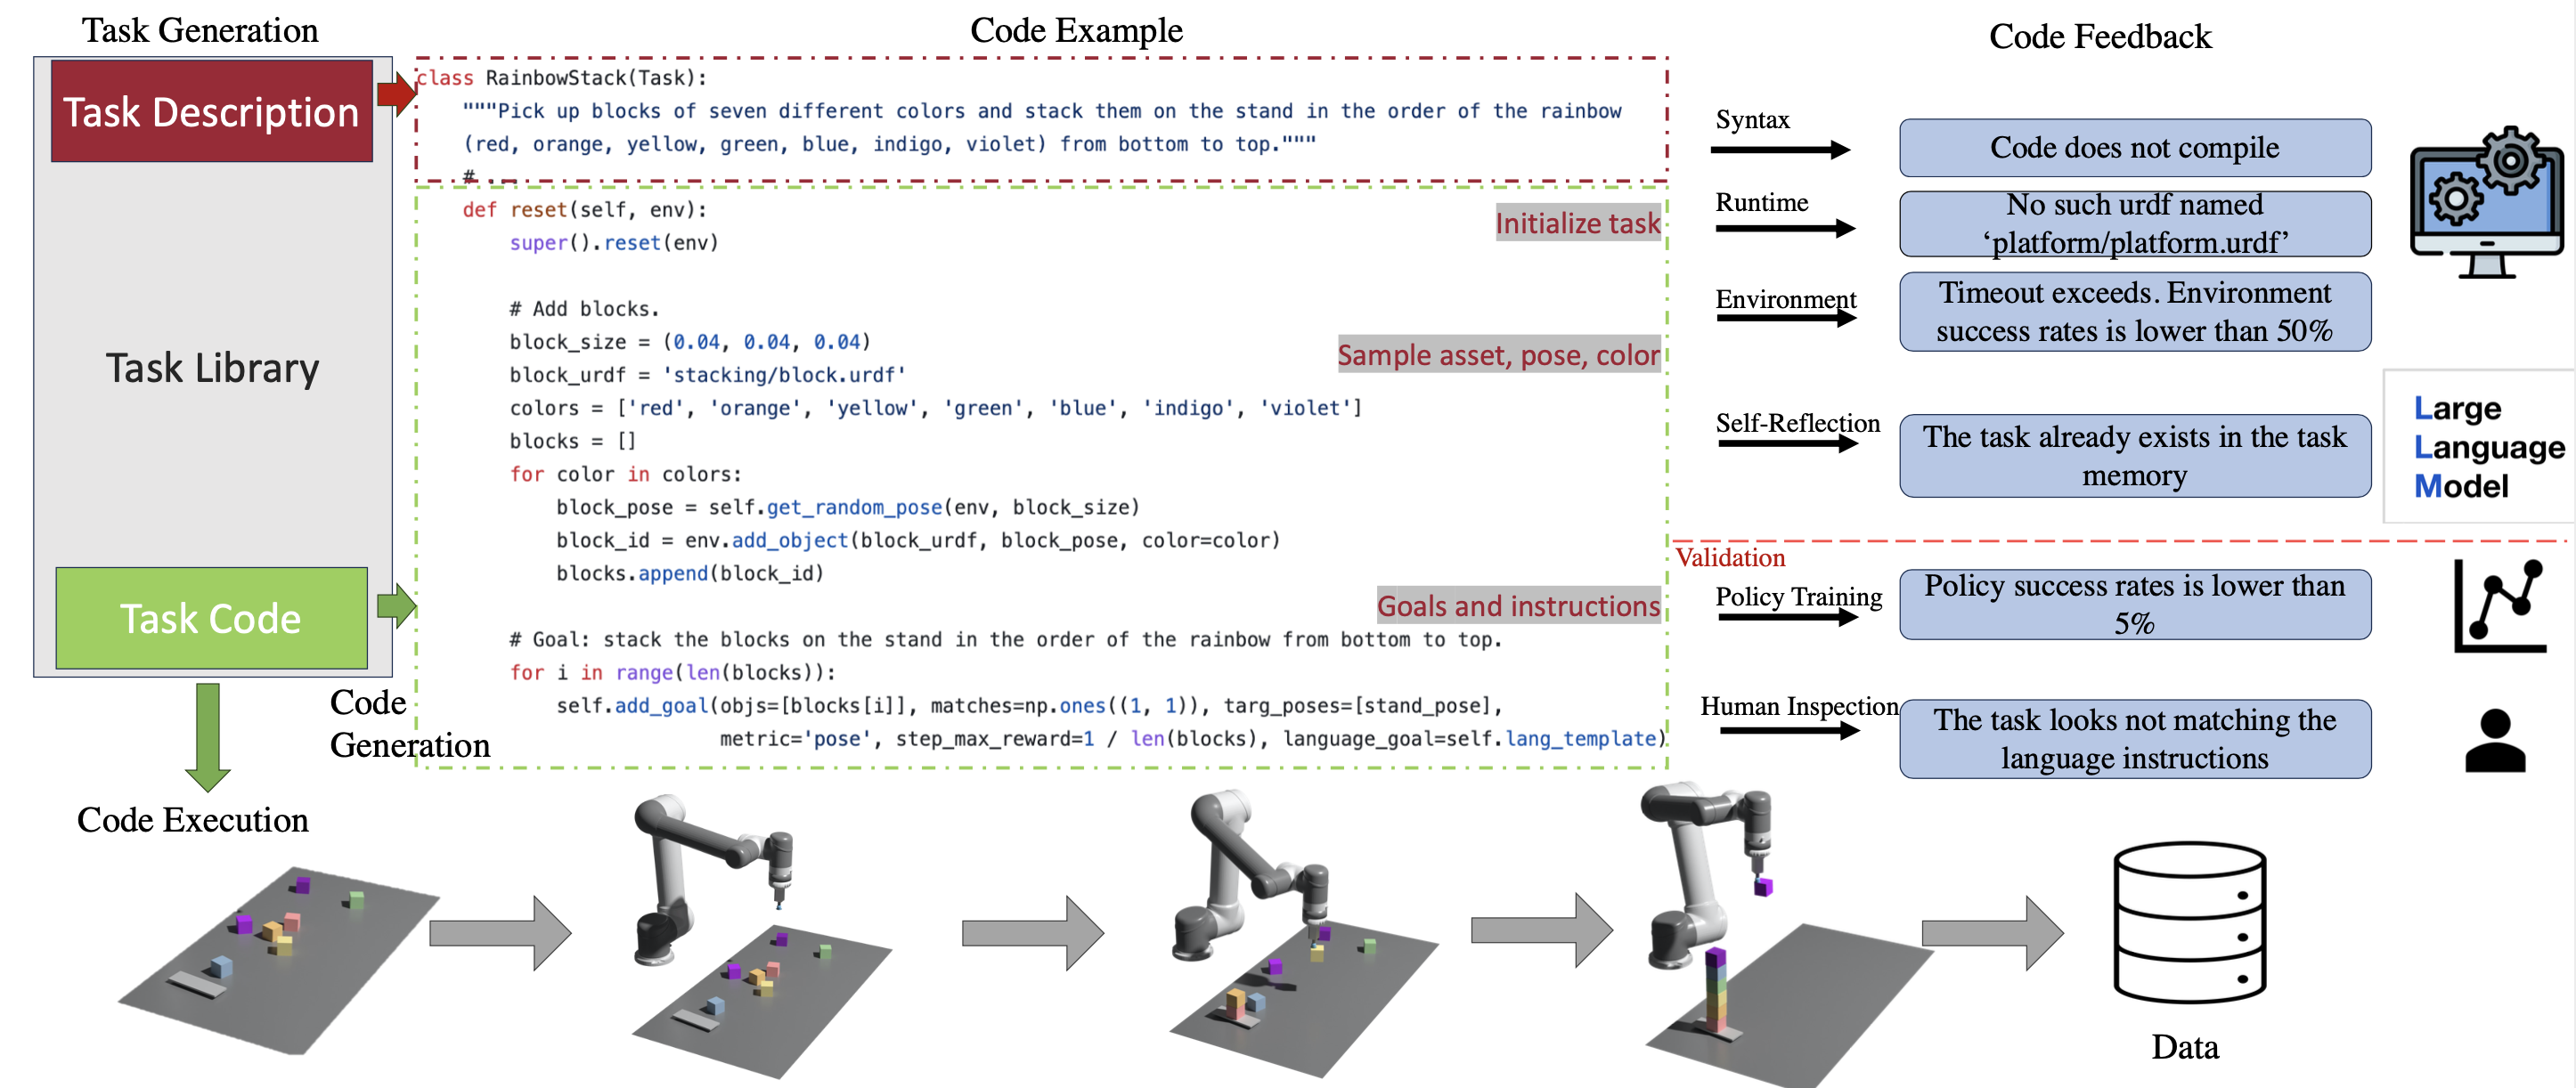 Task Generation
Task Description
Task Library
Task Code
Code Example
class RainbowStack(Task):
    """Pick up blocks of seven different colors and stack them on the stand in the order of the rainbow
    (red, orange, yellow, green, blue, indigo, violet) from bottom to top."""
    # ...
    def reset(self, env):
        super().reset(env)
        # Add blocks.
        block_size = (0.04, 0.04, 0.04)
        block_urdf = 'stacking/block.urdf'
        colors = ['red', 'orange', 'yellow', 'green', 'blue', 'indigo', 'violet']
        blocks = []
        for color in colors:
            block_pose = self.get_random_pose(env, block_size)
            block_id = env.add_object(block_urdf, block_pose, color=color)
            blocks.append(block_id)
        # Goal: stack the blocks on the stand in the order of the rainbow from bottom to top.
        for i in range(len(blocks)):
            self.add_goal(objs=[blocks[i]], matches=np.ones((1, 1)), targ_poses=[stand_pose],
                          metric='pose', step_max_reward=1 / len(blocks), language_goal=self.lang_template)
Initialize task
Sample asset, pose, color
Goals and instructions
Code
Generation
Code Feedback
Syntax
Code does not compile
Runtime
No such urdf named
‘platform/platform.urdf’
Environment
Timeout exceeds. Environment
success rates is lower than 50%
Self-Reflection
The task already exists in the task
memory
Large
Language
Model
Validation
Policy Training
Policy success rates is lower than
5%
Human Inspection
The task looks not matching the
language instructions
Code Execution
Data